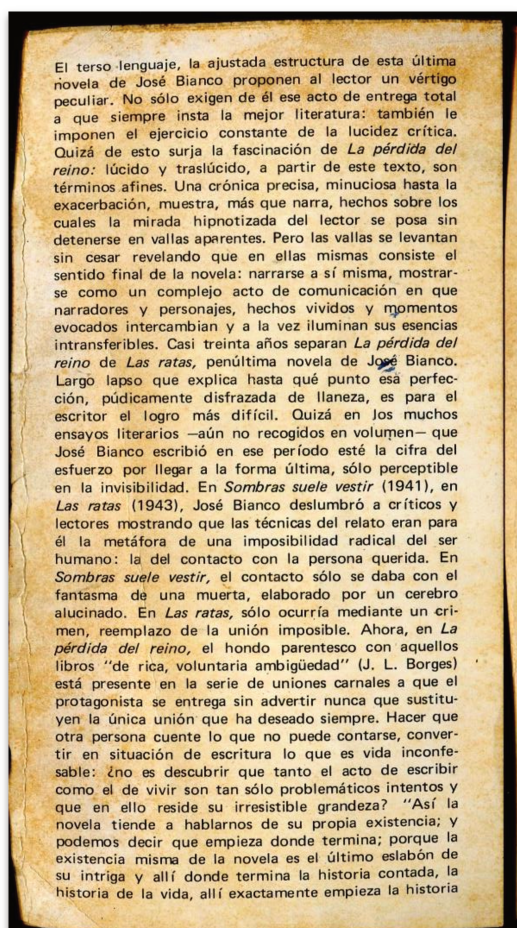 El terso lenguaje, la ajustada estructura de esta última
novela de José Bianco proponen al lector un vértigo
peculiar. No sólo exigen de él ese acto de entrega total
a que siempre insta la mejor literatura: también le
imponen el ejercicio constante de la lucidez crítica.
Quizá de esto surja la fascinación de La pérdida del
reino: lúcido y traslúcido, a partir de este texto, son
términos afines. Una crónica precisa, minuciosa hasta la
exacerbación, muestra, más que narra, hechos sobre los
cuales la mirada hipnotizada del lector se posa sin
detenerse en vallas aparentes. Pero las vallas se levantan
sin cesar revelando que en ellas mismas consiste el
sentido final de la novela: narrarse a sí misma, mostrar-
se como un complejo acto de comunicación en que
narradores y personajes, hechos vividos y momentos
evocados intercambian y a la vez iluminan sus esencias
intransferibles. Casi treinta años separan La pérdida del
reino de Las ratas, penúltima novela de José Bianco.
Largo lapso que explica hasta qué punto esa perfec-
ción, púdicamente disfrazada de llaneza, es para el
escritor el logro más difícil. Quizá en los muchos
ensayos literarios —aún no recogidos en volumen— que
José Bianco escribió en ese período esté la cifra del
esfuerzo por llegar a la forma última, sólo perceptible
en la invisibilidad. En Sombras suele vestir (1941), en
Las ratas (1943), José Bianco deslumbró a críticos y
lectores mostrando que las técnicas del relato eran para
él la metáfora de una imposibilidad radical del ser
humano: la del contacto con la persona querida. En
Sombras suele vestir, el contacto sólo se daba con el
fantasma de una muerta, elaborado por un cerebro
alucinado. En Las ratas, sólo ocurría mediante un cri-
men, reemplazo de la unión imposible. Ahora, en La
pérdida del reino, el hondo parentesco con aquellos
libros "de rica, voluntaria ambigüedad" (J. L. Borges)
está presente en la serie de uniones carnales a que el
protagonista se entrega sin advertir nunca que sustitu-
yen la única unión que ha deseado siempre. Hacer que
otra persona cuente lo que no puede contarse, conver-
tir en situación de escritura lo que es vida inconfe-
sable: ¿no es descubrir que tanto el acto de escribir
como el de vivir son tan sólo problemáticos intentos y
que en ello reside su irresistible grandeza? "Así la
novela tiende a hablarnos de su propia existencia; y
podemos decir que empieza donde termina; porque la
existencia misma de la novela es el último eslabón de
su intriga y allí donde termina la historia contada, la
historia de la vida, allí exactamente empieza la historia